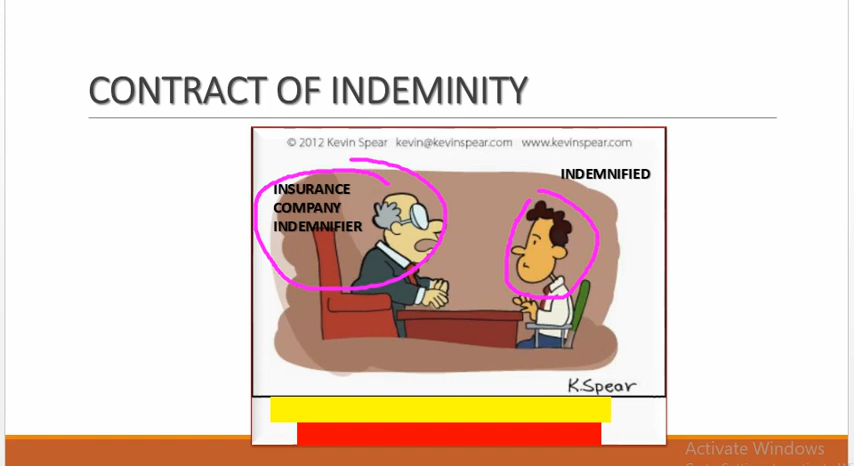 CONTRACT OF INDEMINITY
© 2012 Kevin Spear kevin@kevinspear.com www.kevinspear.com
INDEMNIFIED
INSURANCE
COMPANY
INDEMNIFIER
K.Spear
Activate Windows